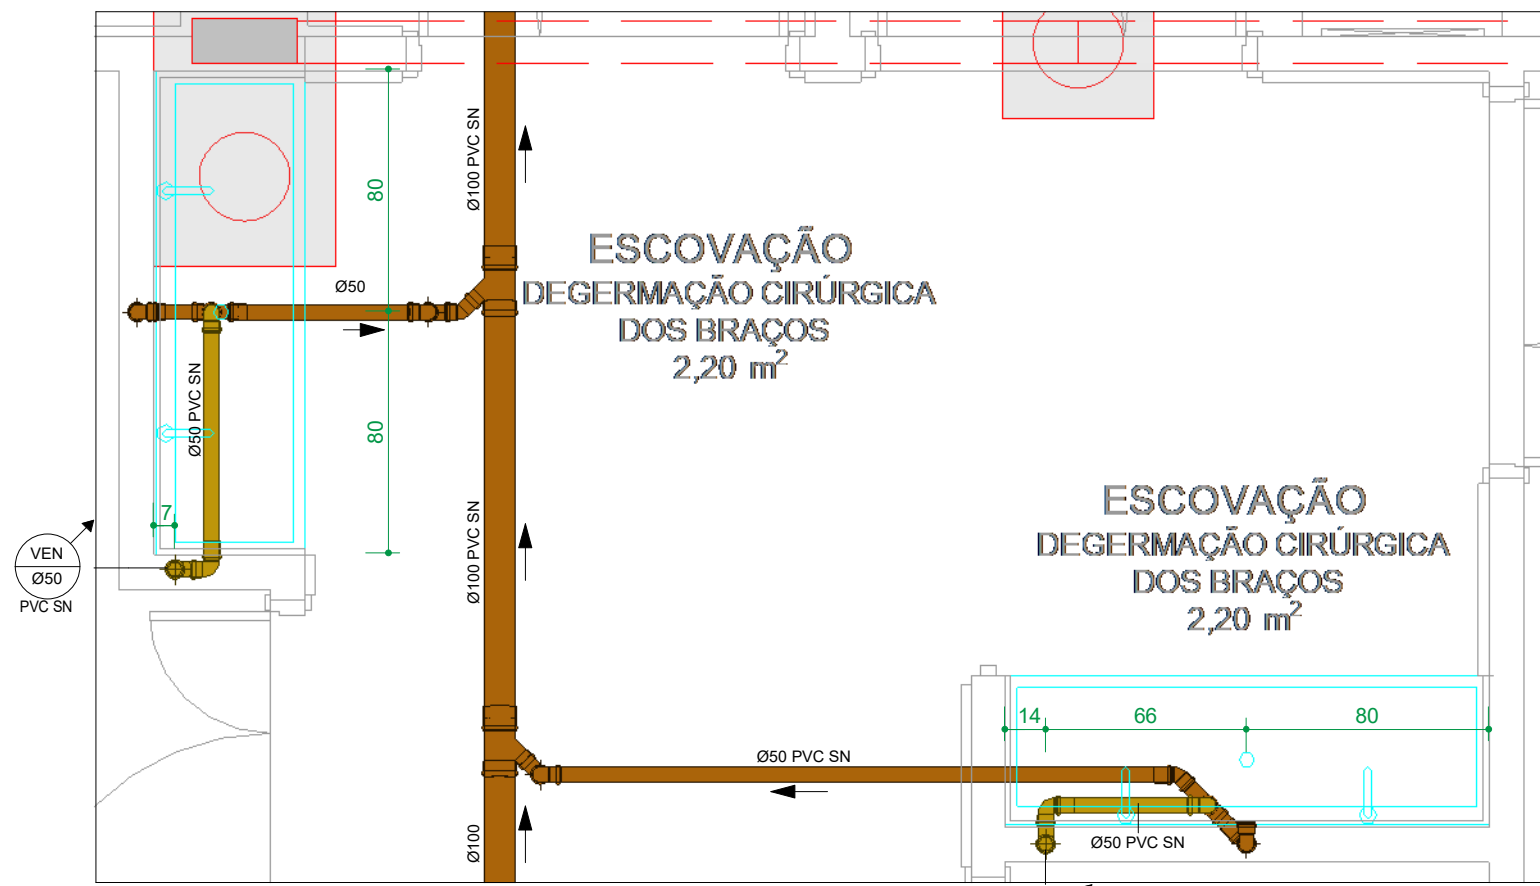 Ø100 PVC SN
80
ESCOVAÇÃO
DEGERMAÇÃO CIRÚRGICA
DOS BRAÇOS
2,20 m²
Ø50
Ø50 PVC SN
80
7
VEN
Ø50
PVC SN
Ø100 PVC SN
ESCOVAÇÃO
DEGERMAÇÃO CIRÚRGICA
DOS BRAÇOS
2,20 m²
14
66
80
Ø50 PVC SN
Ø100
Ø50 PVC SN